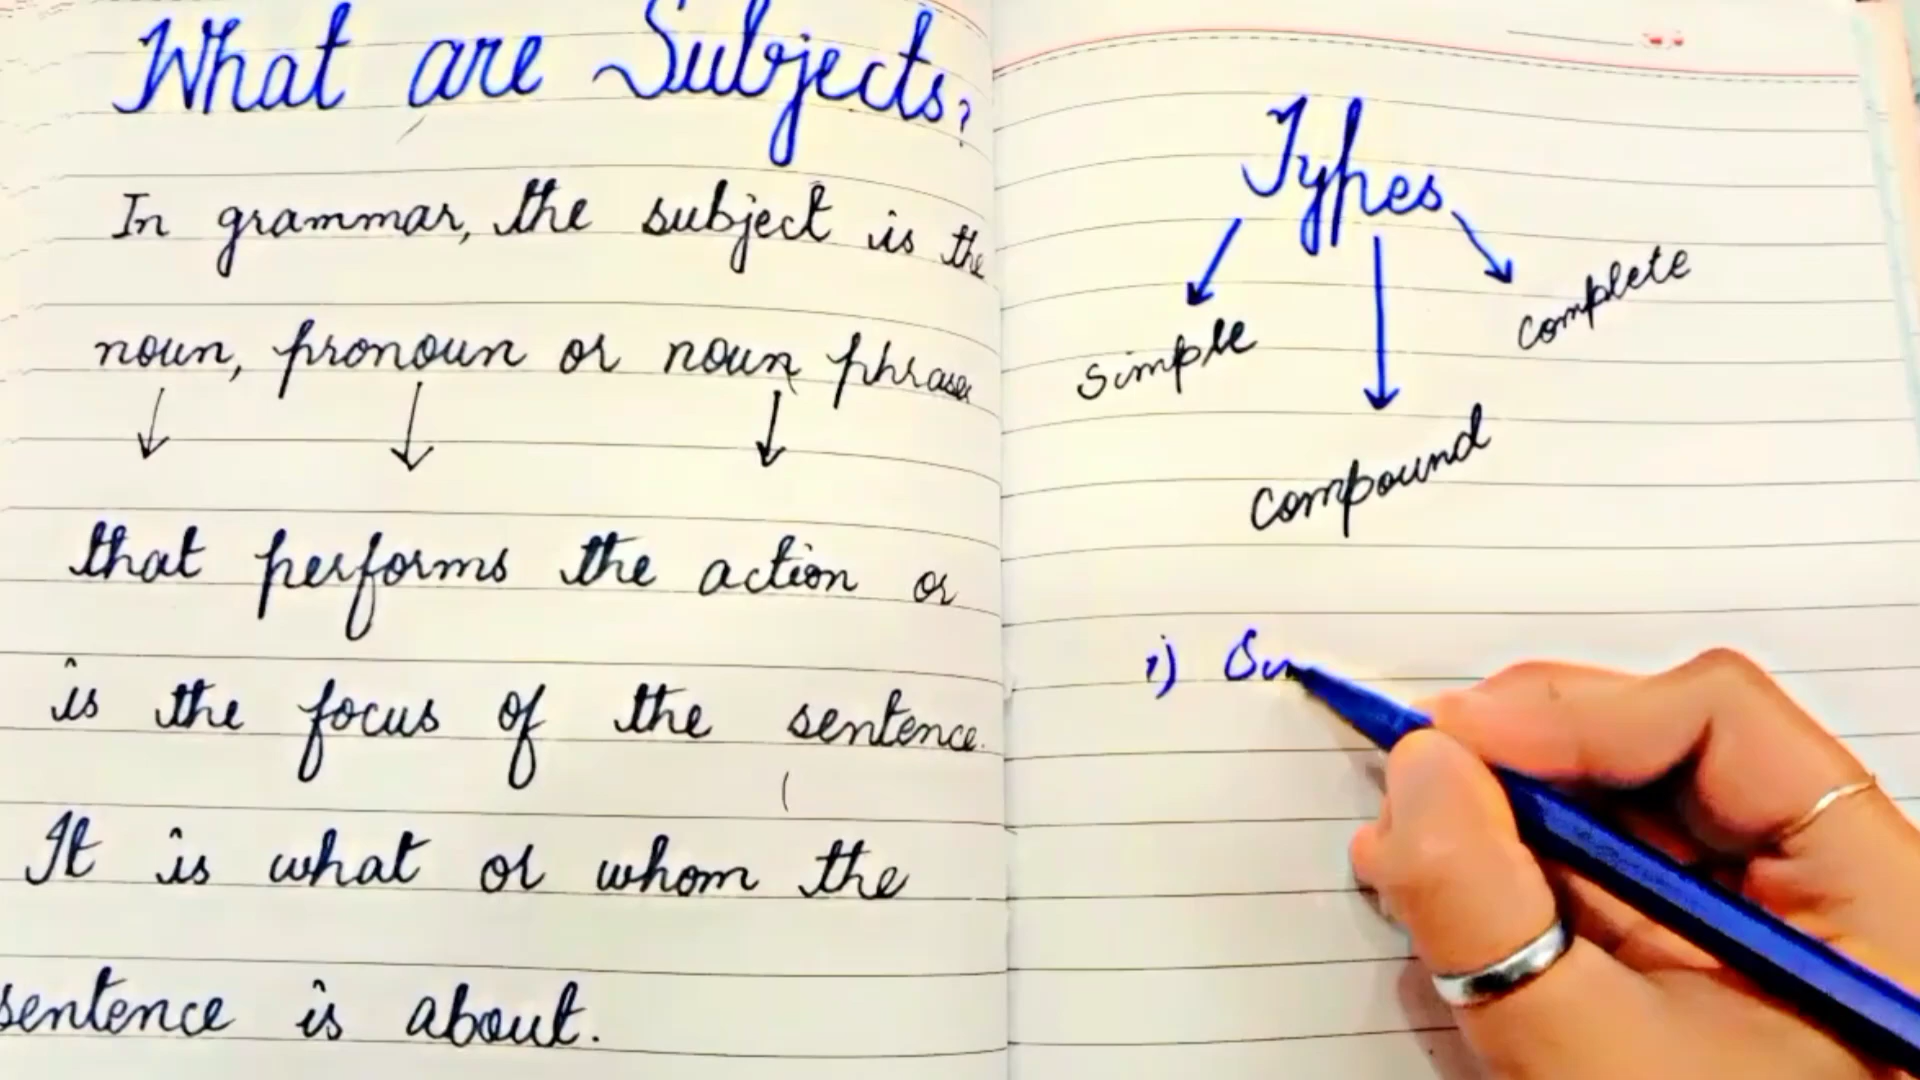 What are Subjects?
In grammar, the subject is the
noun, pronoun or noun phrase
that performs the action or
is the focus of the sentence.
It is what or whom the
sentence is about.
Types
simple
compound
complete
i)